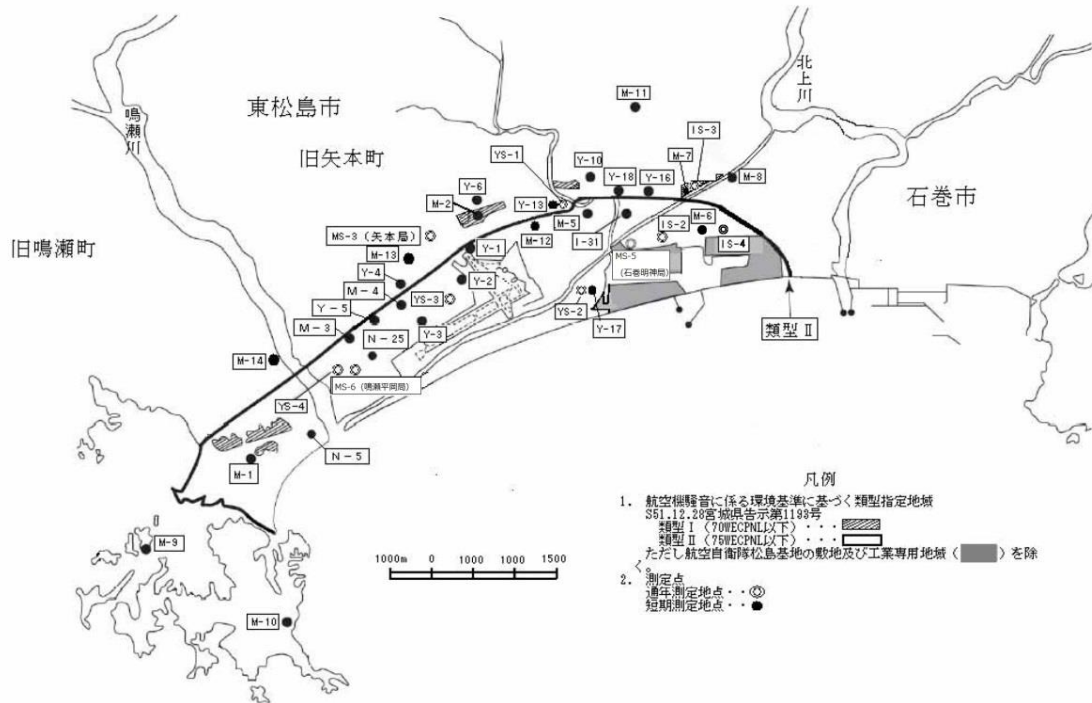 北上川
東松島市
鳴瀬川
旧矢本町
石巻市
旧鳴瀬町
M-11
IS-3
M-7
YS-1
Y-10
Y-18
Y-16
M-8
Y-6
M-2
Y-13
M-5
IS-2
M-6
MS-3（矢本局）
M-12
I-31
IS-4
M-13
Y-1
MS-5
（石巻明神局）
Y-4
Y-2
M-4
YS-3
Y-5
YS-2
M-3
Y-3
Y-17
類型Ⅱ
N-25
M-14
MS-6（鳴瀬平岡局）
YS-4
N-5
M-1
M-9
M-10
1000m 0 1000m 1500
凡例
1. 航空機騒音に係る環境基準に基づく類型指定地域
S51.12.28宮城県告示第1193号
類型Ⅰ（70WECPNL以下）・・・
類型Ⅱ（75WECPNL以下）・・・
ただし航空自衛隊松島基地の敷地及び工業専用地域（ ）を除
く。
2. 測定点
通年測定地点・・◎
短期測定地点・・●